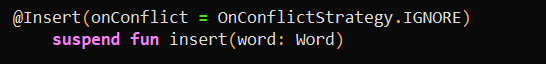 @Insert(onConflict = OnConflictStrategy.IGNORE)
    suspend fun insert(word: Word)